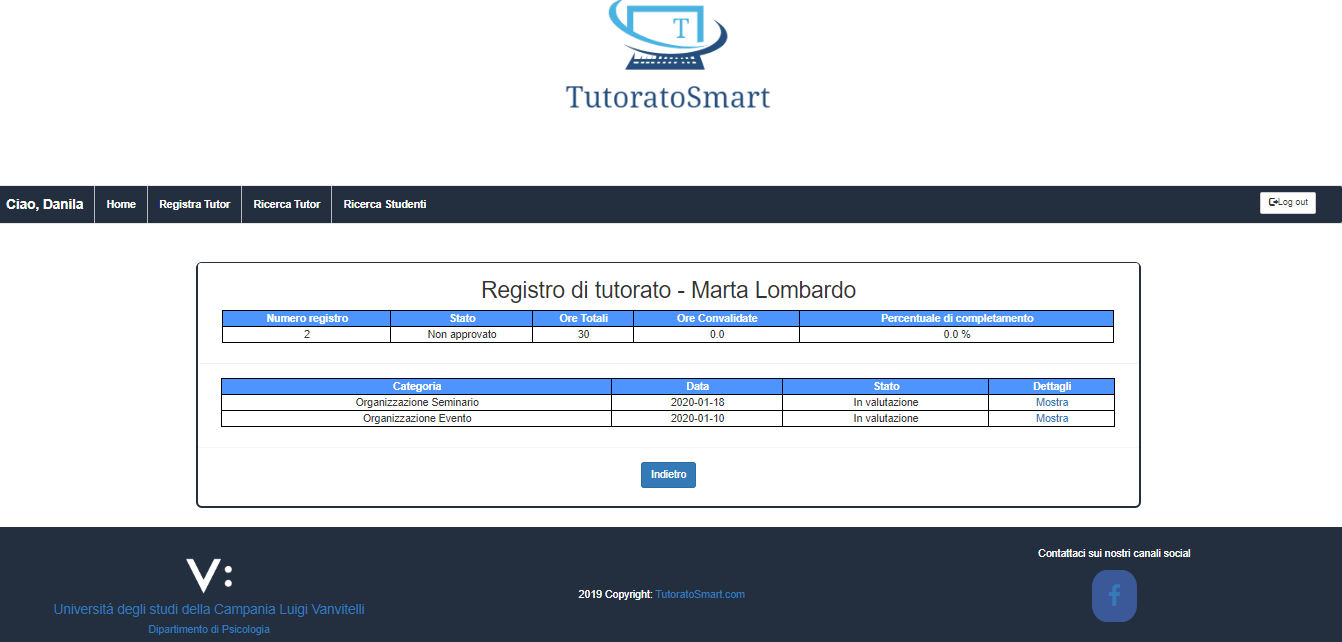 T
TutoratoSmart
Ciao, Danila Home Registra Tutor Ricerca Tutor Ricerca Studenti Log out
Registro di tutorato - Marta Lombardo
Numero registro Stato Ore Totali Ore Convalidate Percentuale di completamento
2 Non approvato 30 0.0 0.0 %
Categoria Data Stato Dettagli
Organizzazione Seminario 2020-01-18 In valutazione Mostra
Organizzazione Evento 2020-01-10 In valutazione Mostra
Indietro
V:
Universitá degli studi della Campania Luigi Vanvitelli
Dipartimento di Psicologia
2019 Copyright: TutoratoSmart.com
Contattaci sui nostri canali social
f